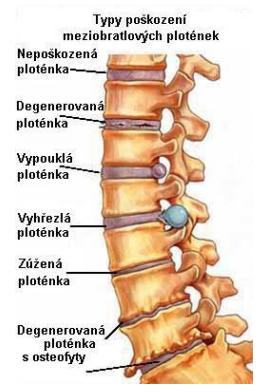 Typy poškození
meziobratlových plotének
Nepoškozená
ploténka
Degenerovaná
ploténka
Vypouklá
ploténka
Vyhřezlá
ploténka
Zúžená
ploténka
Degenerovaná
ploténka
s osteofyty